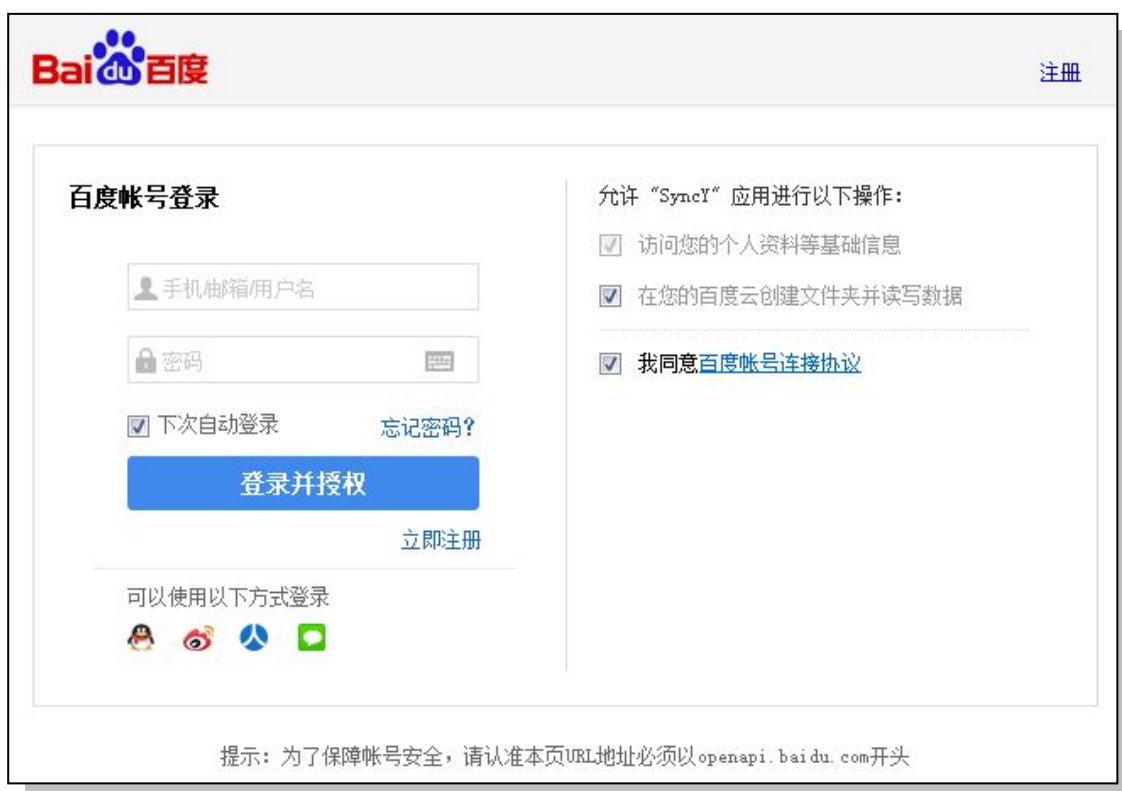 Baidu百度
注册
百度帐号登录
手机/邮箱/用户名
密码
下次自动登录 忘记密码?
登录并授权
立即注册
可以使用以下方式登录
允许 “SyncY” 应用进行以下操作:
访问您的个人资料等基础信息
在您的百度云创建文件夹并读写数据
我同意百度帐号连接协议
提示: 为了保障帐号安全, 请认准本页URL地址必须以openapi.baidu.com开头